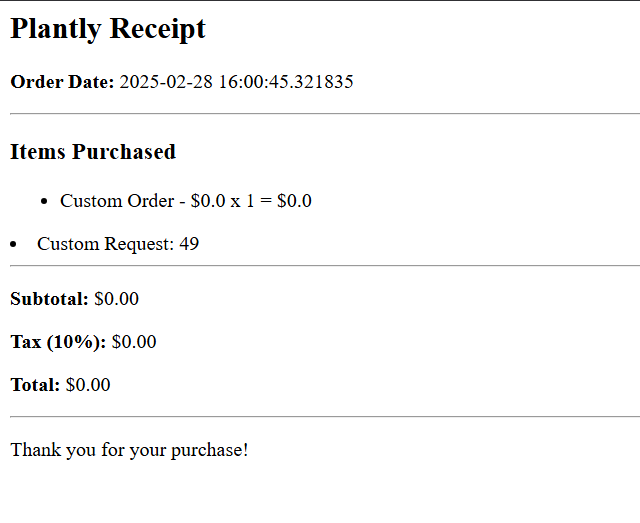 Plantly Receipt
Order Date: 2025-02-28 16:00:45.321835
Items Purchased
• Custom Order - $0.0 x 1 = $0.0
• Custom Request: 49
Subtotal: $0.00
Tax (10%): $0.00
Total: $0.00
Thank you for your purchase!